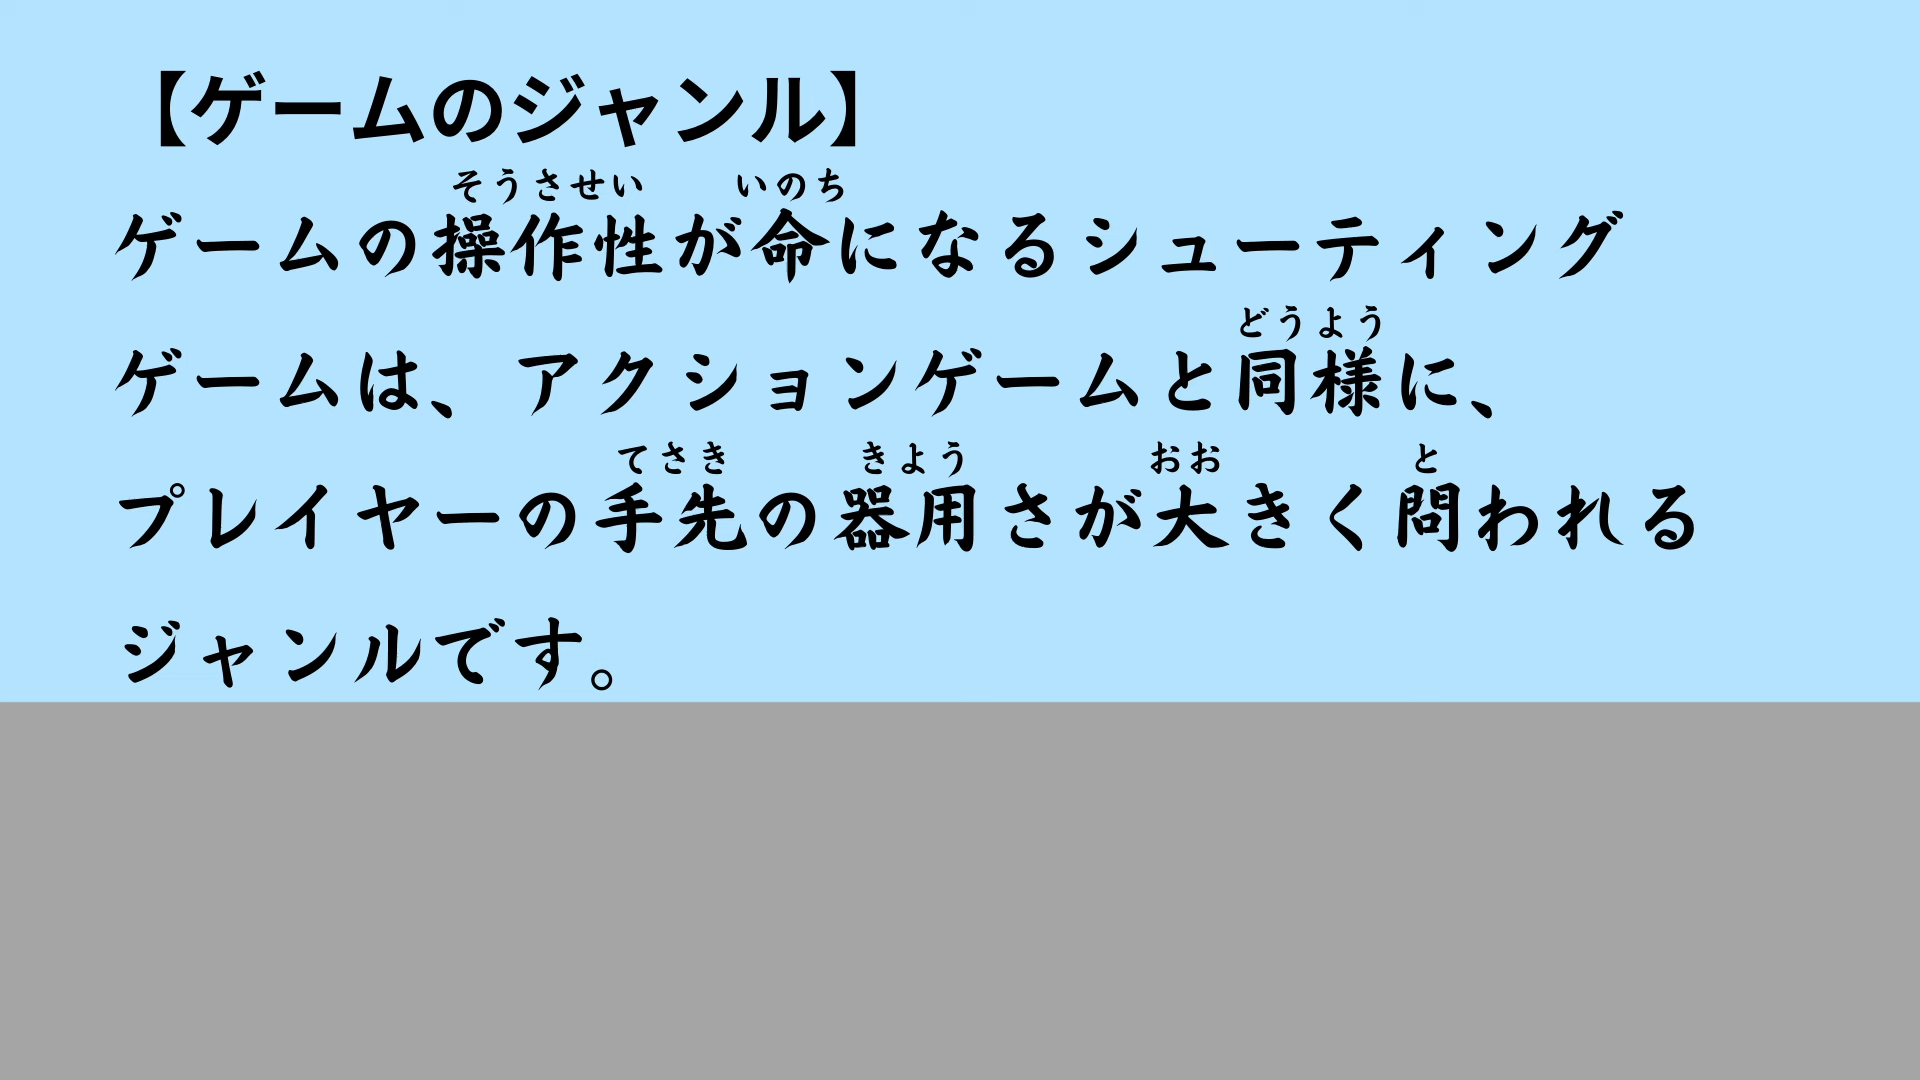 【ゲームのジャンル】
そうさせい いのち
ゲームの操作性が命になるシューティング
どうよう
ゲームは、アクションゲームと同様に、
てさき きよう おお と
プレイヤーの手先の器用さが大きく問われる
ジャンルです。